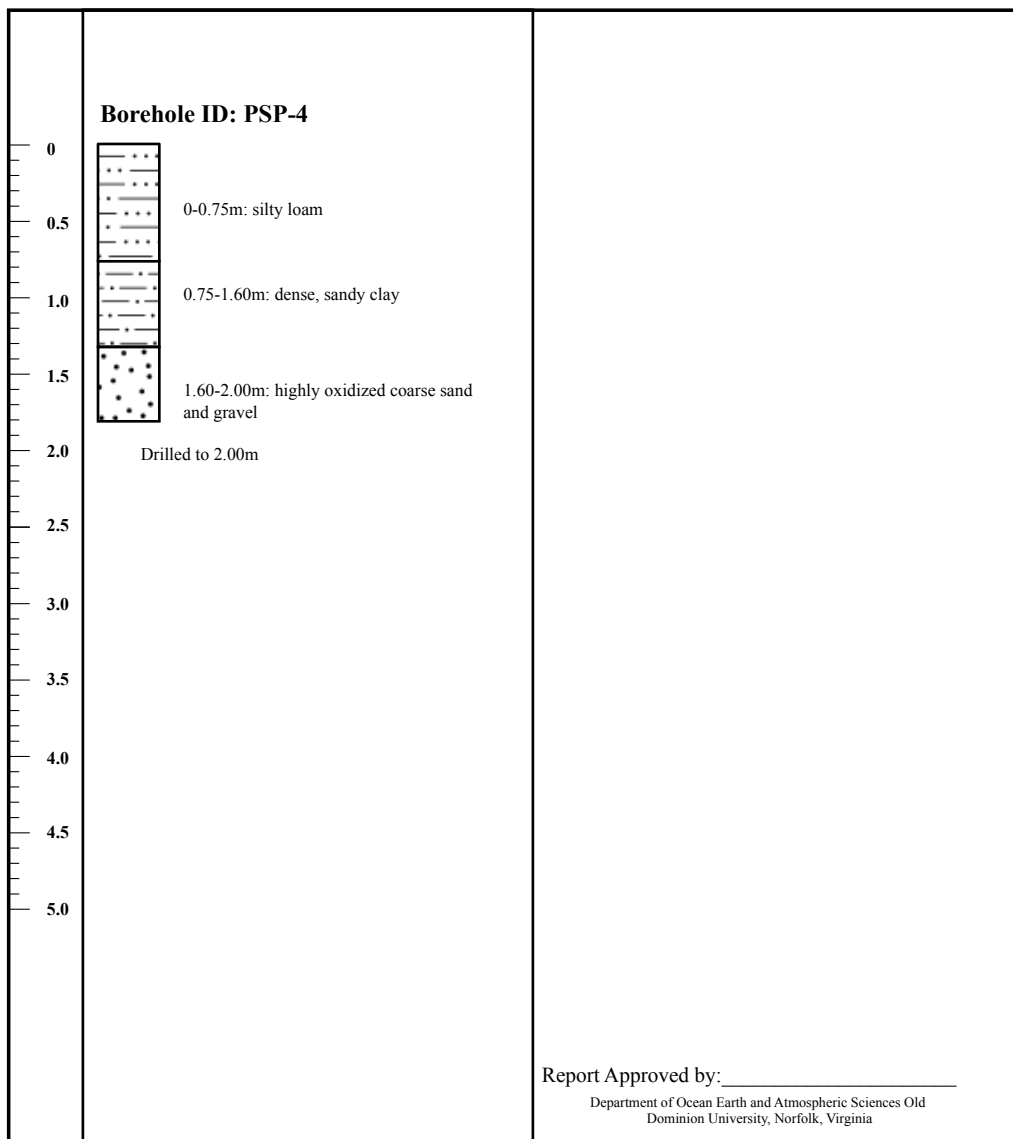 Borehole ID: PSP-4
0
0-0.75m: silty loam
0.5
0.75-1.60m: dense, sandy clay
1.0
1.5
1.60-2.00m: highly oxidized coarse sand
and gravel
2.0
Drilled to 2.00m
2.5
3.0
3.5
4.0
4.5
5.0
Report Approved by:______________________
Department of Ocean Earth and Atmospheric Sciences Old
Dominion University, Norfolk, Virginia